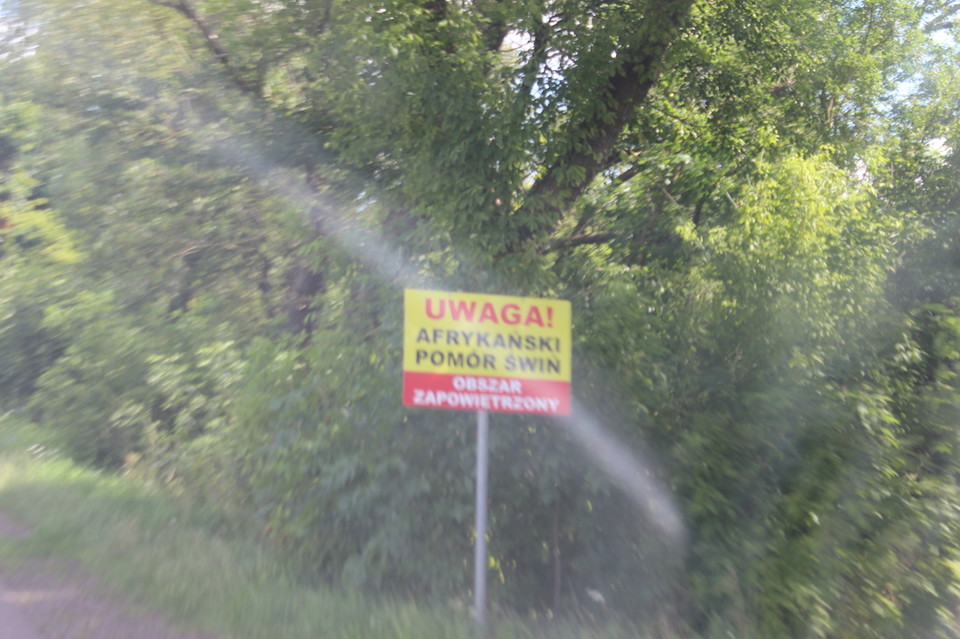 UWAGA!
AFRYKAŃSKI
POMÓR ŚWIŃ
OBSZAR
ZAPOWIETRZONY